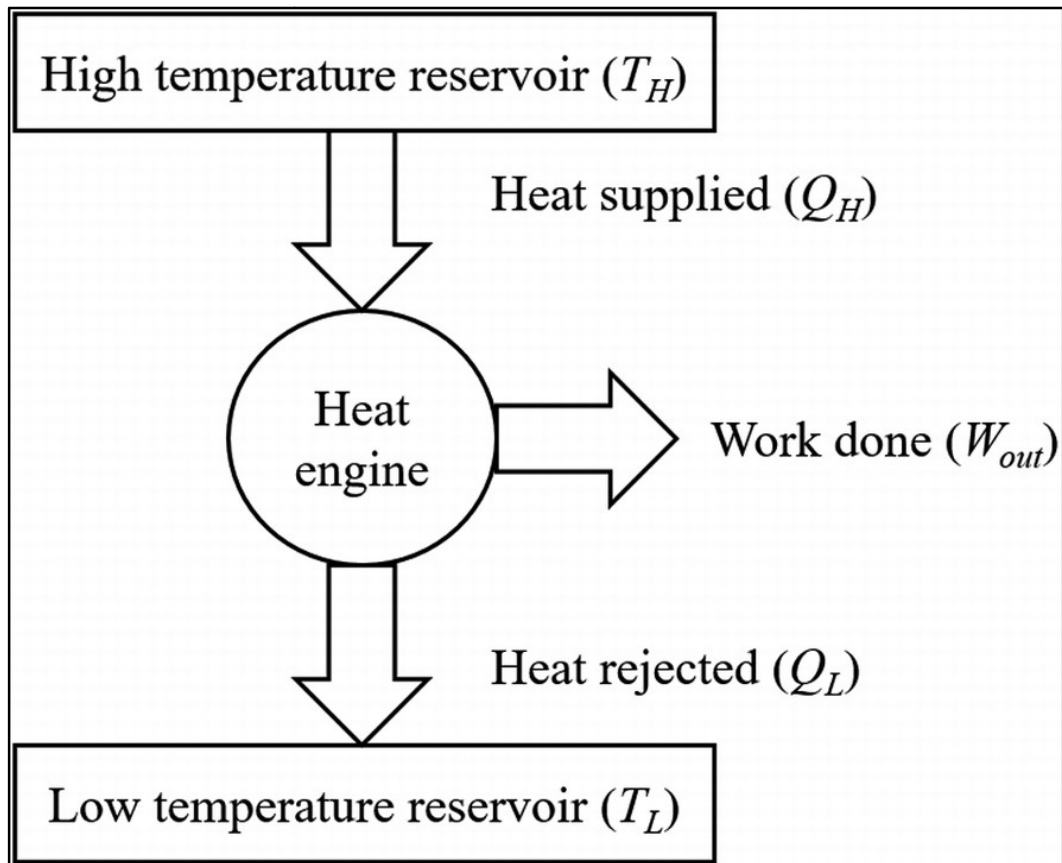 High temperature reservoir (T_H)
Heat supplied (Q_H)
Heat
engine
Work done (W_out)
Heat rejected (Q_L)
Low temperature reservoir (T_L)